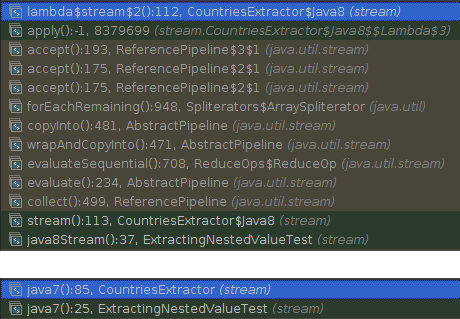 lambda$stream$2():112, CountriesExtractor$Java8 (stream)
apply():-1, 8379699 (stream.CountriesExtractor$Java8$$Lambda$3)
accept():193, ReferencePipeline$3$1 (java.util.stream)
accept():175, ReferencePipeline$2$1 (java.util.stream)
accept():175, ReferencePipeline$2$1 (java.util.stream)
forEachRemaining():948, Spliterators$ArraySpliterator (java.util)
copyInto():481, AbstractPipeline (java.util.stream)
wrapAndCopyInto():471, AbstractPipeline (java.util.stream)
evaluateSequential():708, ReduceOps$ReduceOp (java.util.stream)
evaluate():234, AbstractPipeline (java.util.stream)
collect():499, ReferencePipeline (java.util.stream)
stream():113, CountriesExtractor$Java8 (stream)
java8Stream():37, ExtractingNestedValueTest (stream)
java7():85, CountriesExtractor (stream)
java7():25, ExtractingNestedValueTest (stream)